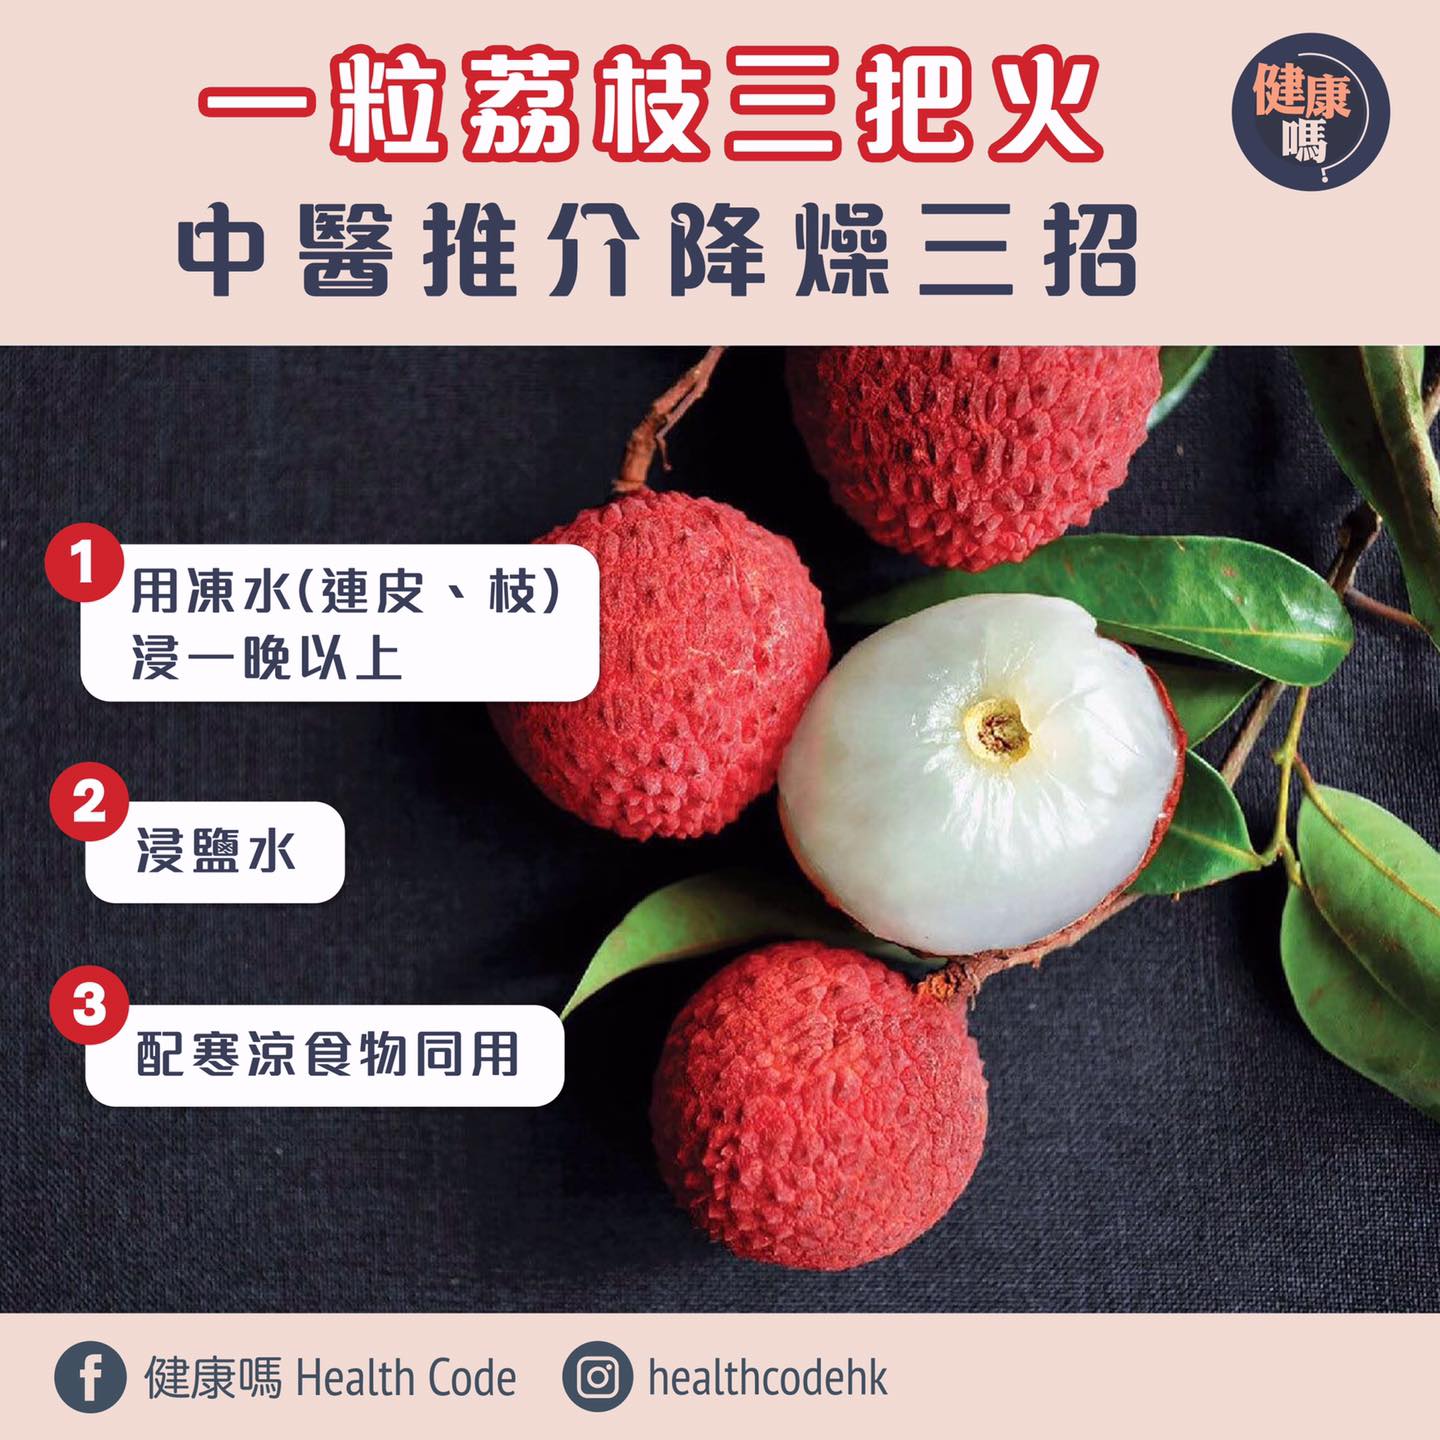 一粒荔枝三把火
健康
嗎?
中醫推介降燥三招
1
用凍水(連皮、枝)
浸一晚以上
2
浸鹽水
3
配寒涼食物同用
健康嗎 Health Code
healthcodehk